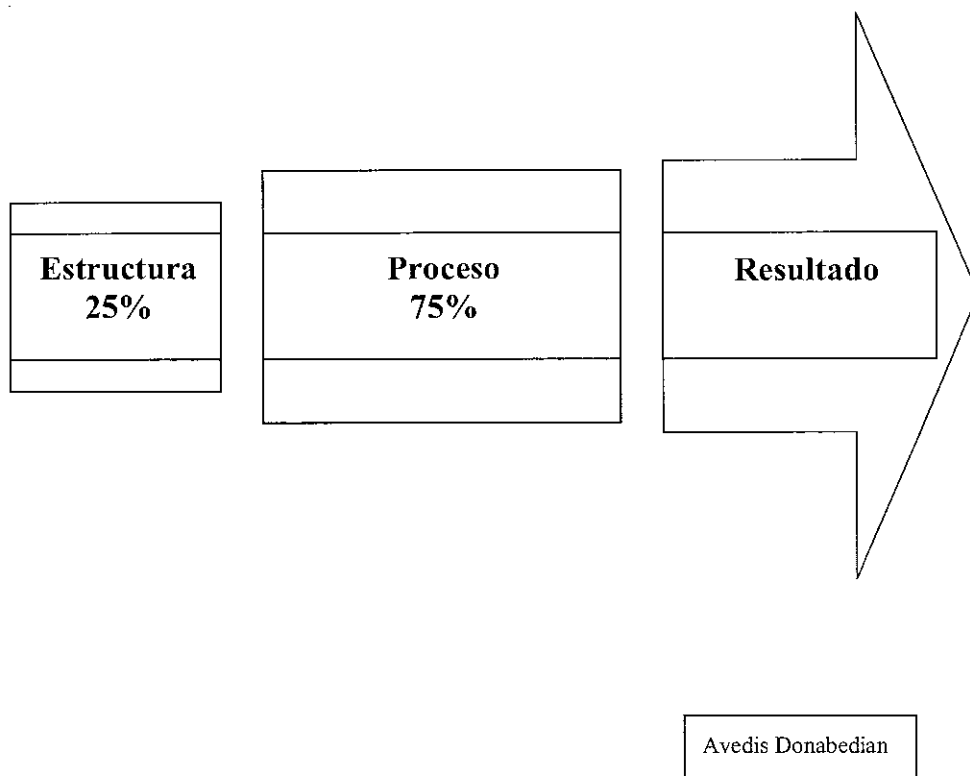 Estructura
25%
Proceso
75%
Resultado
Avedis Donabedian